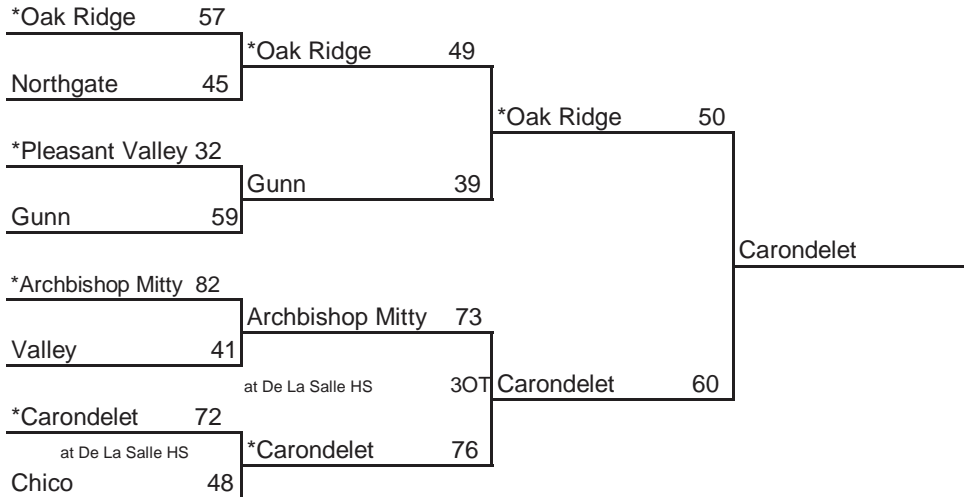 *Oak Ridge 57
*Oak Ridge 49
Northgate 45
*Oak Ridge 50
*Pleasant Valley 32
Gunn 39
Gunn 59
Carondelet
*Archbishop Mitty 82
Archbishop Mitty 73
Valley 41
at De La Salle HS 3OT Carondelet 60
*Carondelet 72
at De La Salle HS *Carondelet 76
Chico 48